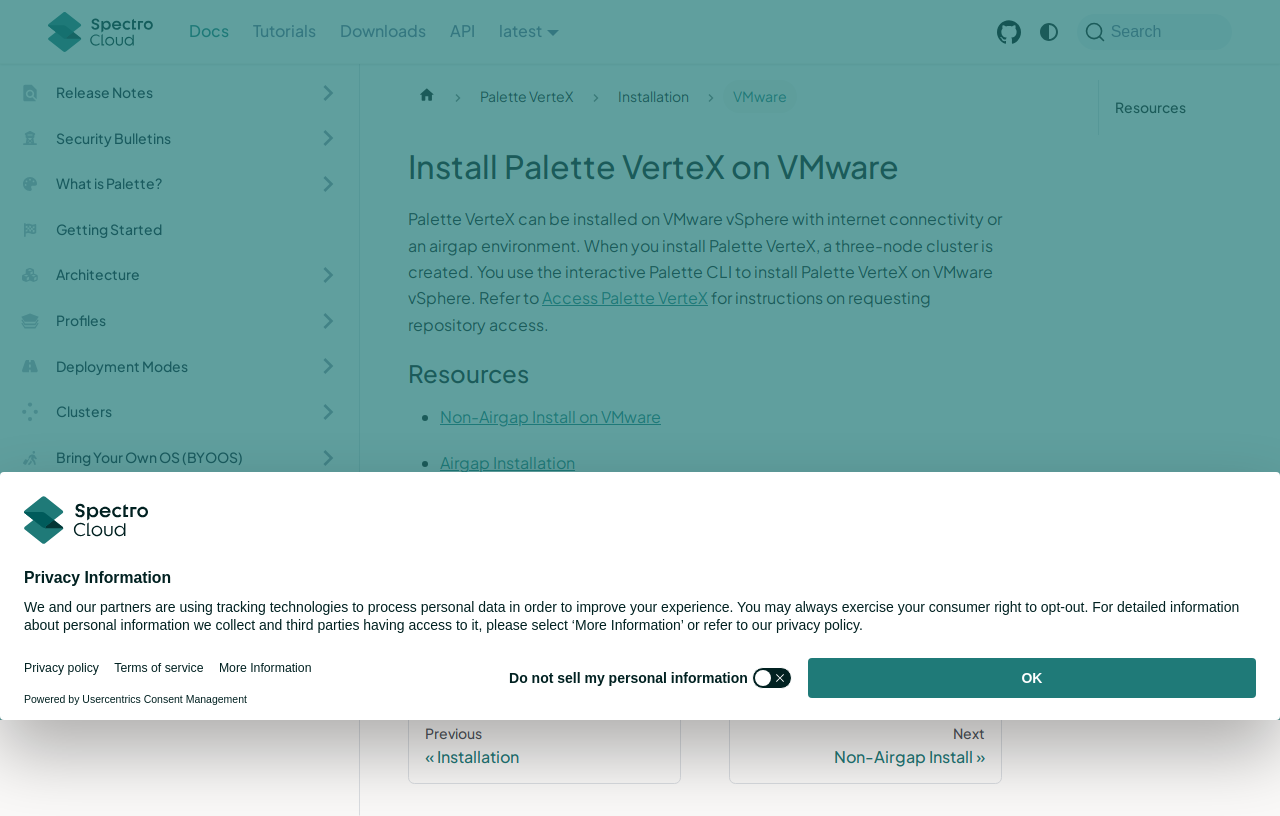 Spectro
Cloud
Docs
Tutorials
Downloads
API
latest
Search
Release Notes
Security Bulletins
What is Palette?
Getting Started
Architecture
Profiles
Deployment Modes
Clusters
Bring Your Own OS (BYOOS)
Palette VerteX
Installation
VMware
Resources
Install Palette VerteX on VMware
Palette VerteX can be installed on VMware vSphere with internet connectivity or
an airgap environment. When you install Palette VerteX, a three-node cluster is
created. You use the interactive Palette CLI to install Palette VerteX on VMware
vSphere. Refer to Access Palette VerteX for instructions on requesting
repository access.
Resources
Non-Airgap Install on VMware
Airgap Installation
Spectro
Cloud
Privacy Information
We and our partners are using tracking technologies to process personal data in order to improve your experience. You may always exercise your consumer right to opt-out. For detailed information
about personal information we collect and third parties having access to it, please select ‘More Information’ or refer to our privacy policy.
Privacy policy
Terms of service
More Information
Powered by Usercentrics Consent Management
Do not sell my personal information
OK
Previous
« Installation
Next
Non-Airgap Install »